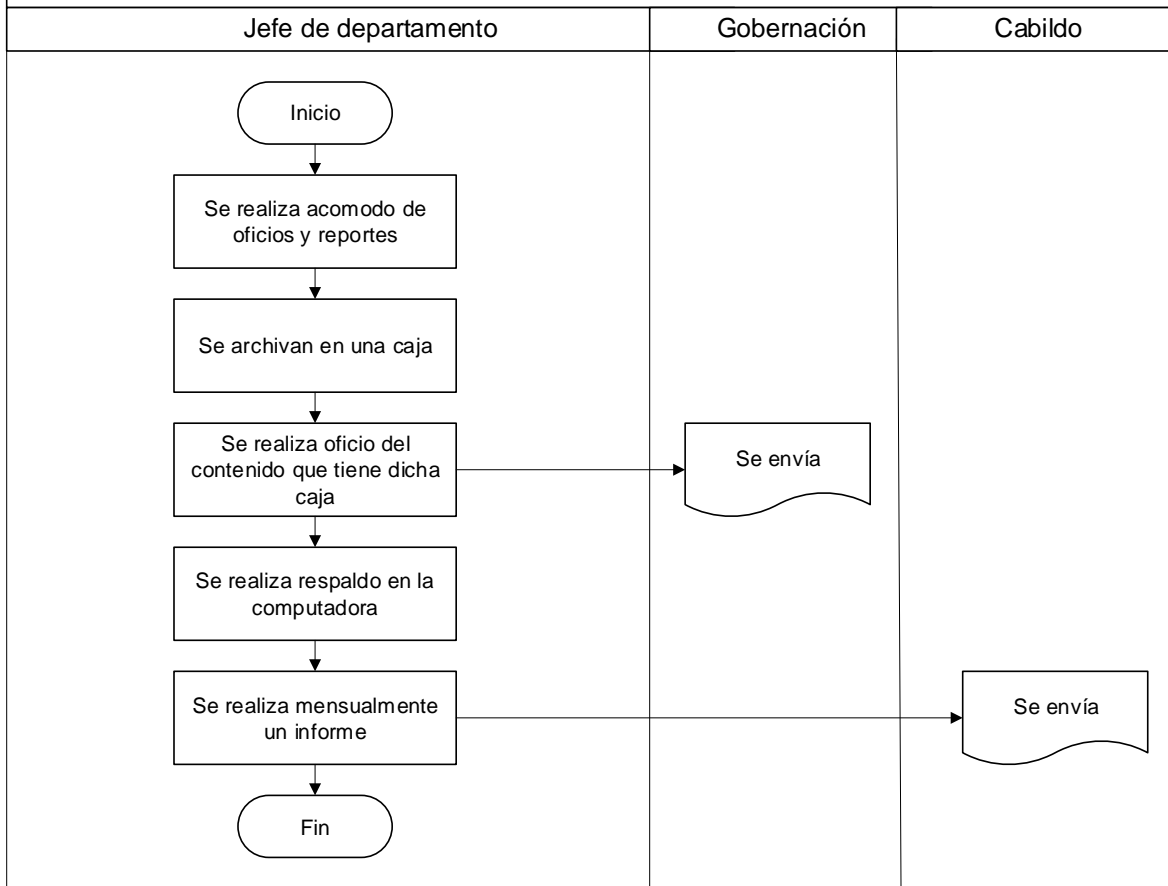 Jefe de departamento
Gobernación
Cabildo
Inicio
Se realiza acomodo de
oficios y reportes
Se archivan en una caja
Se realiza oficio del
contenido que tiene dicha
caja
Se envía
Se realiza respaldo en la
computadora
Se realiza mensualmente
un informe
Se envía
Fin